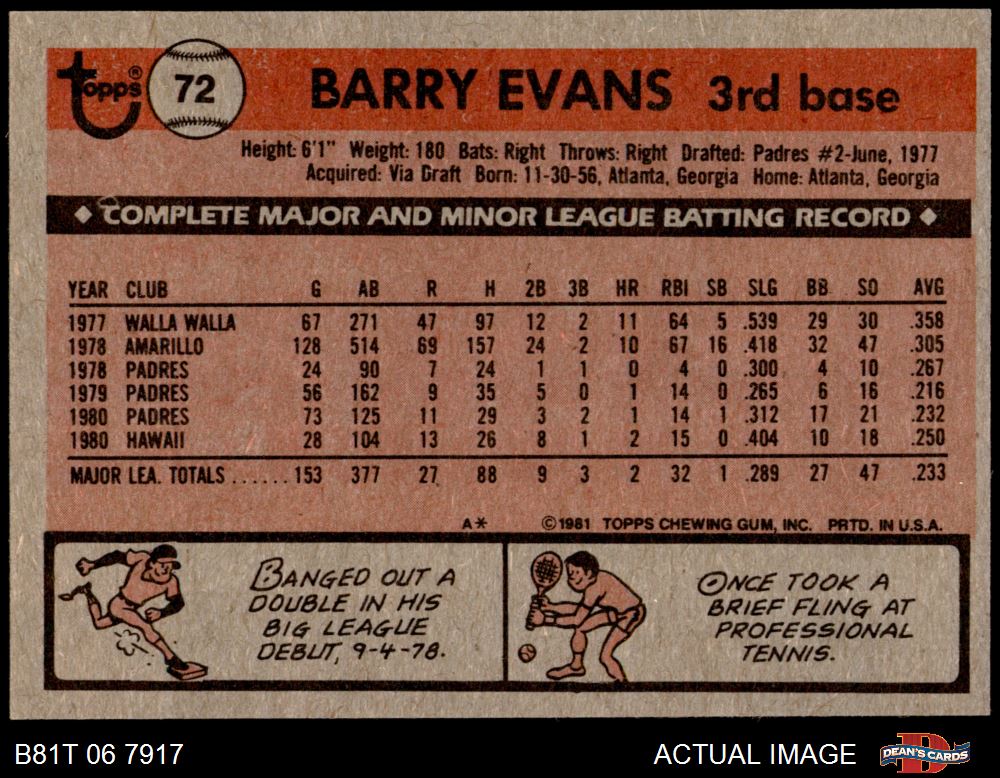 Topps®
72
BARRY EVANS 3rd base
Height: 6'1" Weight: 180 Bats: Right Throws: Right Drafted: Padres #2-June, 1977
Acquired: Via Draft Born: 11-30-56, Atlanta, Georgia Home: Atlanta, Georgia
◆ COMPLETE MAJOR AND MINOR LEAGUE BATTING RECORD ◆
YEAR CLUB G AB R H 2B 3B HR RBI SB SLG BB SO AVG
1977 WALLA WALLA 67 271 47 97 12 2 11 64 5 .539 29 30 .358
1978 AMARILLO 128 514 69 157 24 2 10 67 16 .418 32 47 .305
1978 PADRES 24 90 7 24 1 1 0 4 0 .300 4 10 .267
1979 PADRES 56 162 9 35 5 0 1 14 0 .265 6 16 .216
1980 PADRES 73 125 11 29 3 2 1 14 1 .312 17 21 .232
1980 HAWAII 28 104 13 26 8 1 2 15 0 .404 10 18 .250
MAJOR LEA. TOTALS ......153 377 27 88 9 3 2 32 1 .289 27 47 .233
A* ©1981 TOPPS CHEWING GUM, INC. PRTD. IN U.S.A.
BANGED OUT A
DOUBLE IN HIS
BIG LEAGUE
DEBUT, 9-4-78.
ONCE TOOK A
BRIEF FLING AT
PROFESSIONAL
TENNIS.
B81T 06 7917 ACTUAL IMAGE
DEAN'S CARDS